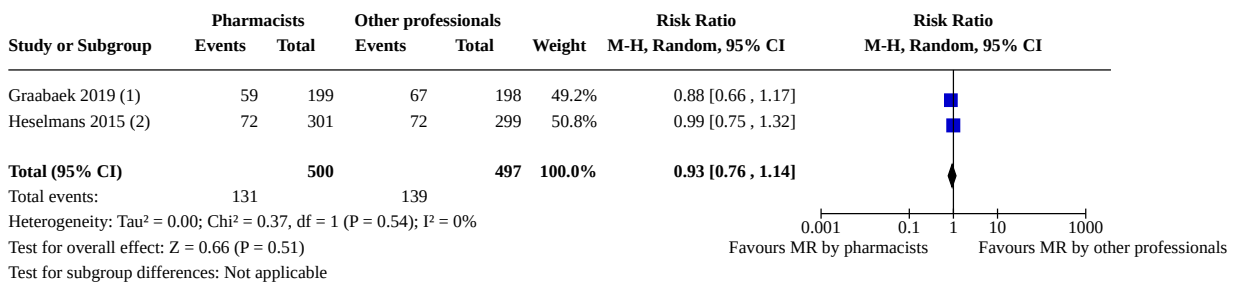 Pharmacists Other professionals Risk Ratio Risk Ratio
Study or Subgroup Events Total Events Total Weight M-H, Random, 95% CI M-H, Random, 95% CI
Graabaek 2019 (1) 59 199 67 198 49.2% 0.88 [0.66 , 1.17]
Heselmans 2015 (2) 72 301 72 299 50.8% 0.99 [0.75 , 1.32]
Total (95% CI) 500 497 100.0% 0.93 [0.76 , 1.14]
Total events: 131 139
Heterogeneity: Tau² = 0.00; Chi² = 0.37, df = 1 (P = 0.54); I² = 0%
0.001 0.1 1 10 1000
Test for overall effect: Z = 0.66 (P = 0.51) Favours MR by pharmacists Favours MR by other professionals
Test for subgroup differences: Not applicable